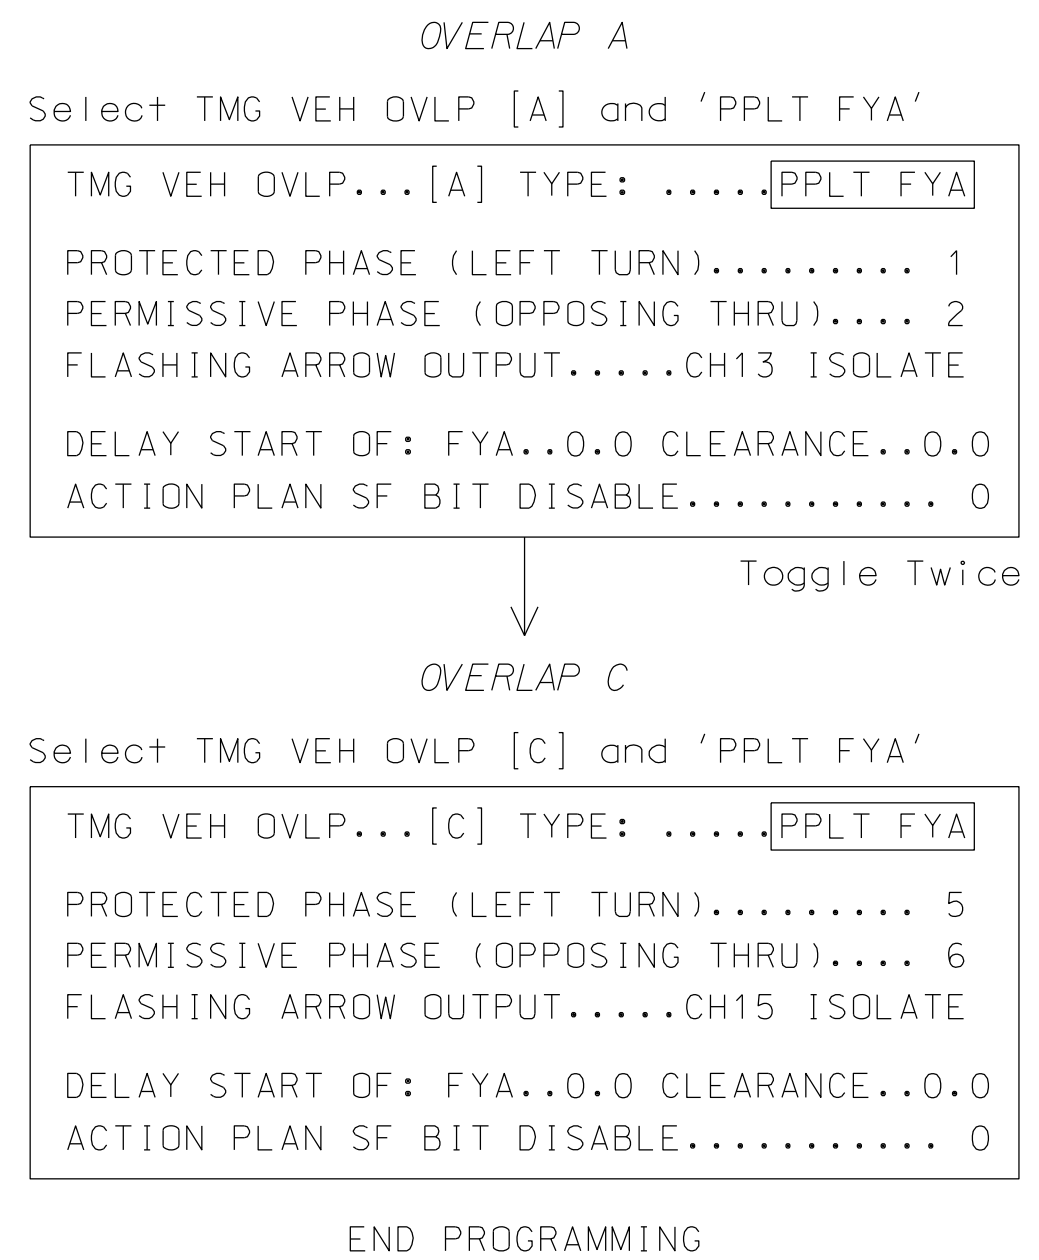 OVERLAP A
Select TMG VEH OVLP [A] and 'PPLT FYA'
TMG VEH OVLP...[A] TYPE: .....PPLT FYA
PROTECTED PHASE (LEFT TURN)......... 1
PERMISSIVE PHASE (OPPOSING THRU).... 2
FLASHING ARROW OUTPUT.....CH13 ISOLATE
DELAY START OF: FYA..0.0 CLEARANCE..0.0
ACTION PLAN SF BIT DISABLE........... 0
Toggle Twice
OVERLAP C
Select TMG VEH OVLP [C] and 'PPLT FYA'
TMG VEH OVLP...[C] TYPE: .....PPLT FYA
PROTECTED PHASE (LEFT TURN)......... 5
PERMISSIVE PHASE (OPPOSING THRU).... 6
FLASHING ARROW OUTPUT.....CH15 ISOLATE
DELAY START OF: FYA..0.0 CLEARANCE..0.0
ACTION PLAN SF BIT DISABLE........... 0
END PROGRAMMING